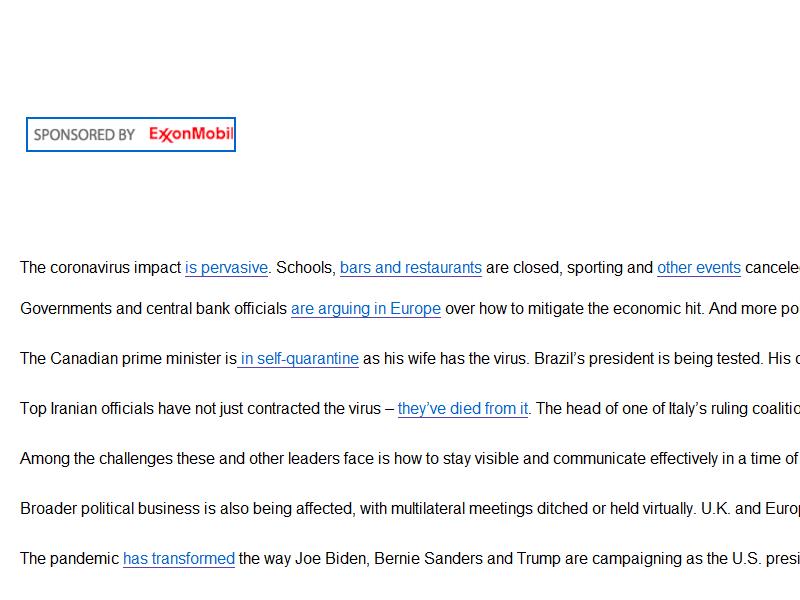 SPONSORED BY ExxonMobil
The coronavirus impact is pervasive. Schools, bars and restaurants are closed, sporting and other events
Governments and central bank officials are arguing in Europe over how to mitigate the economic hit. And more
The Canadian prime minister is in self-quarantine as his wife has the virus. Brazil’s president is being tested. His
Top Iranian officials have not just contracted the virus – they’ve died from it. The head of one of Italy’s ruling
Among the challenges these and other leaders face is how to stay visible and communicate effectively in a time of
Broader political business is also being affected, with multilateral meetings ditched or held virtually. U.K. and
The pandemic has transformed the way Joe Biden, Bernie Sanders and Trump are campaigning as the U.S.